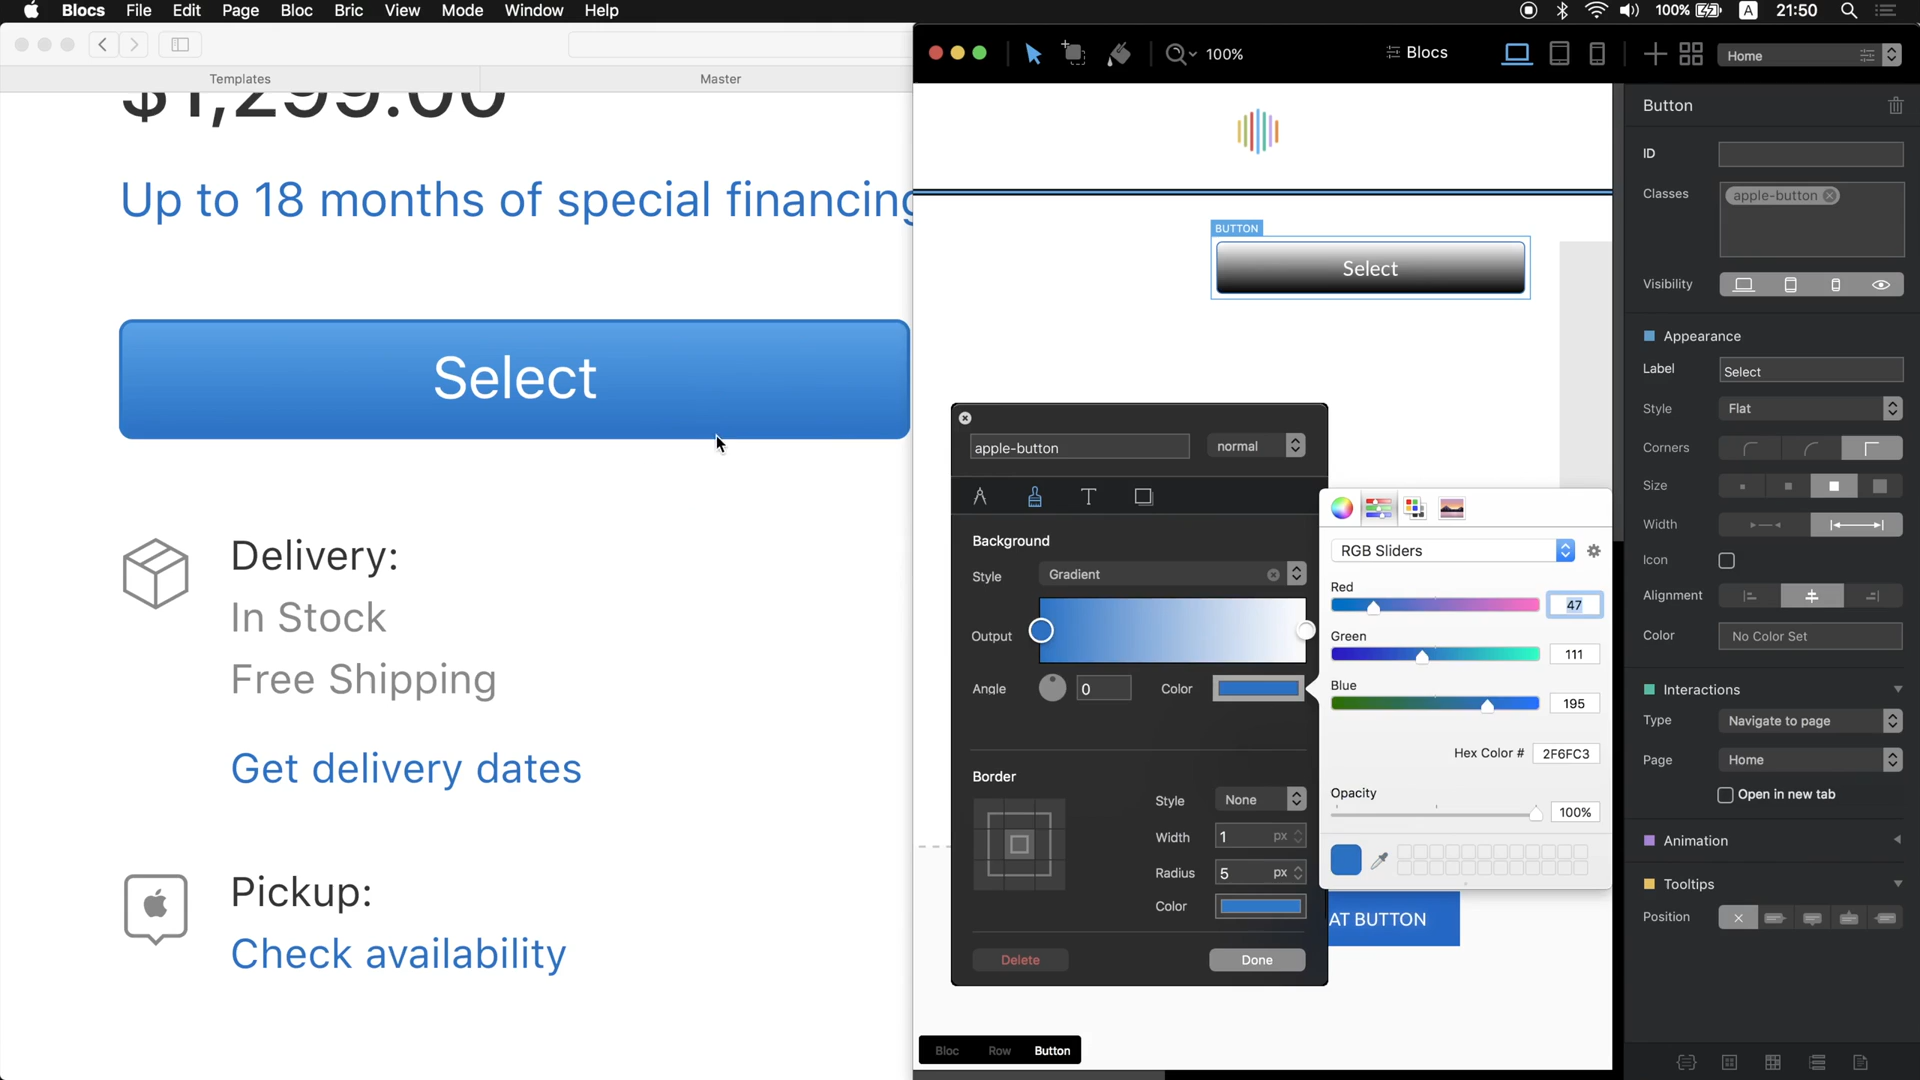 Blocs File Edit Page Bloc Bric View Mode Window Help 100% A 21:50
100% Blocs Home
Templates Master
$1,299.00
Up to 18 months of special financing
Select
Delivery:
In Stock
Free Shipping
Get delivery dates
Pickup:
Check availability
BUTTON
Select
apple-button normal
T
Background
Style Gradient
Output
Angle 0 Color
Border
Style None
Width 1 px
Radius 5 px
Color
Delete Done
RGB Sliders
Red
47
Green
111
Blue
195
Hex Color # 2F6FC3
Opacity
100%
AT BUTTON
Bloc Row Button
Button
ID
Classes apple-button
Visibility
Appearance
Label Select
Style Flat
Corners
Size
Width
Icon
Alignment
Color No Color Set
Interactions
Type Navigate to page
Page Home
Open in new tab
Animation
Tooltips
Position